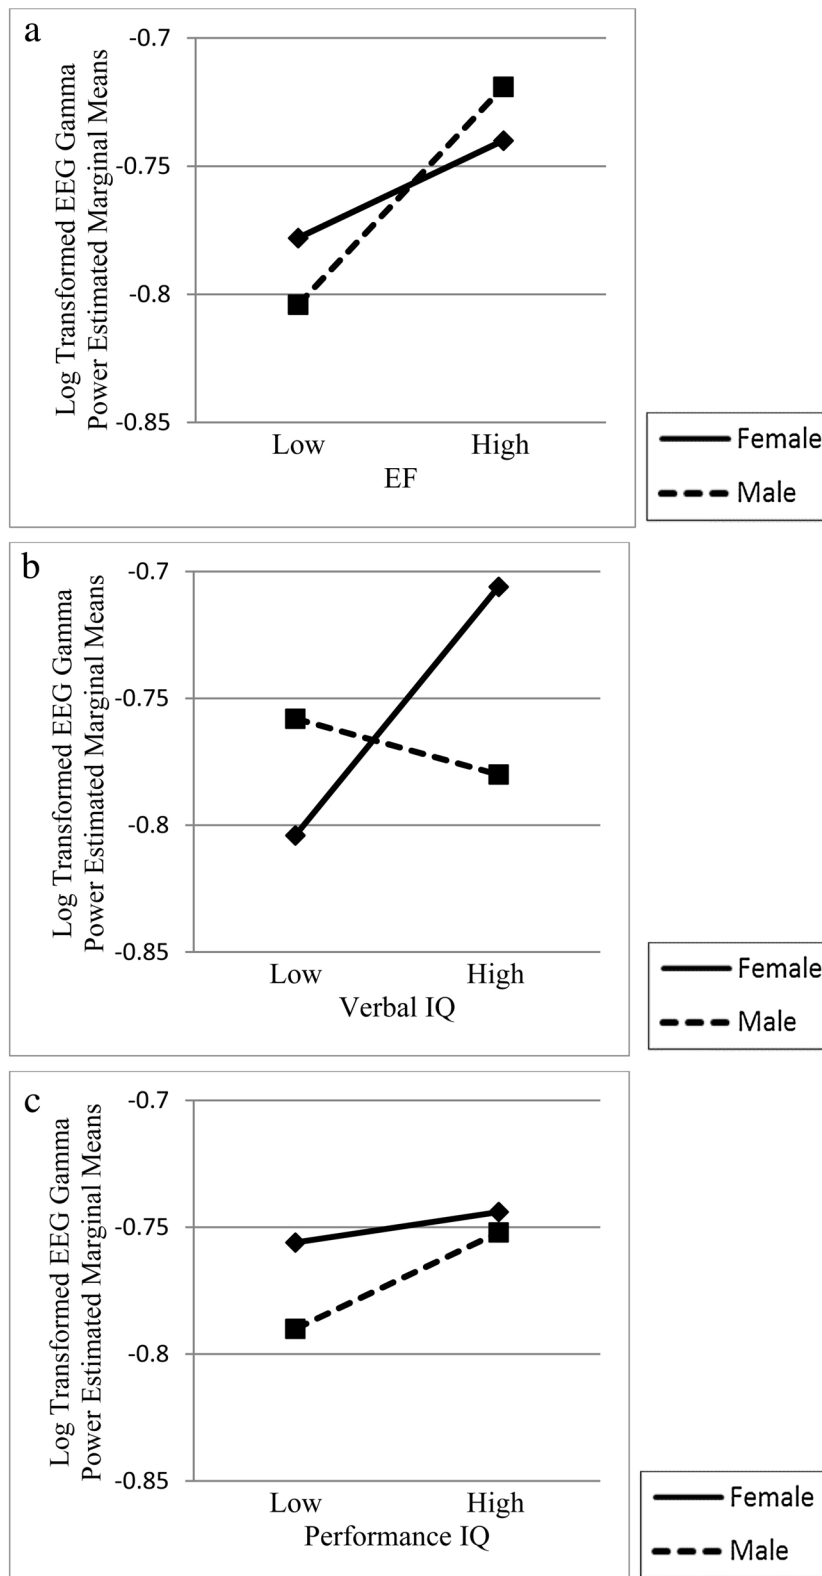 a
Log Transformed EEG Gamma
Power Estimated Marginal Means
-0.7
-0.75
-0.8
-0.85
Low
High
EF
Female
Male
b
Log Transformed EEG Gamma
Power Estimated Marginal Means
-0.7
-0.75
-0.8
-0.85
Low
High
Verbal IQ
Female
Male
c
Log Transformed EEG Gamma
Power Estimated Marginal Means
-0.7
-0.75
-0.8
-0.85
Low
High
Performance IQ
Female
Male